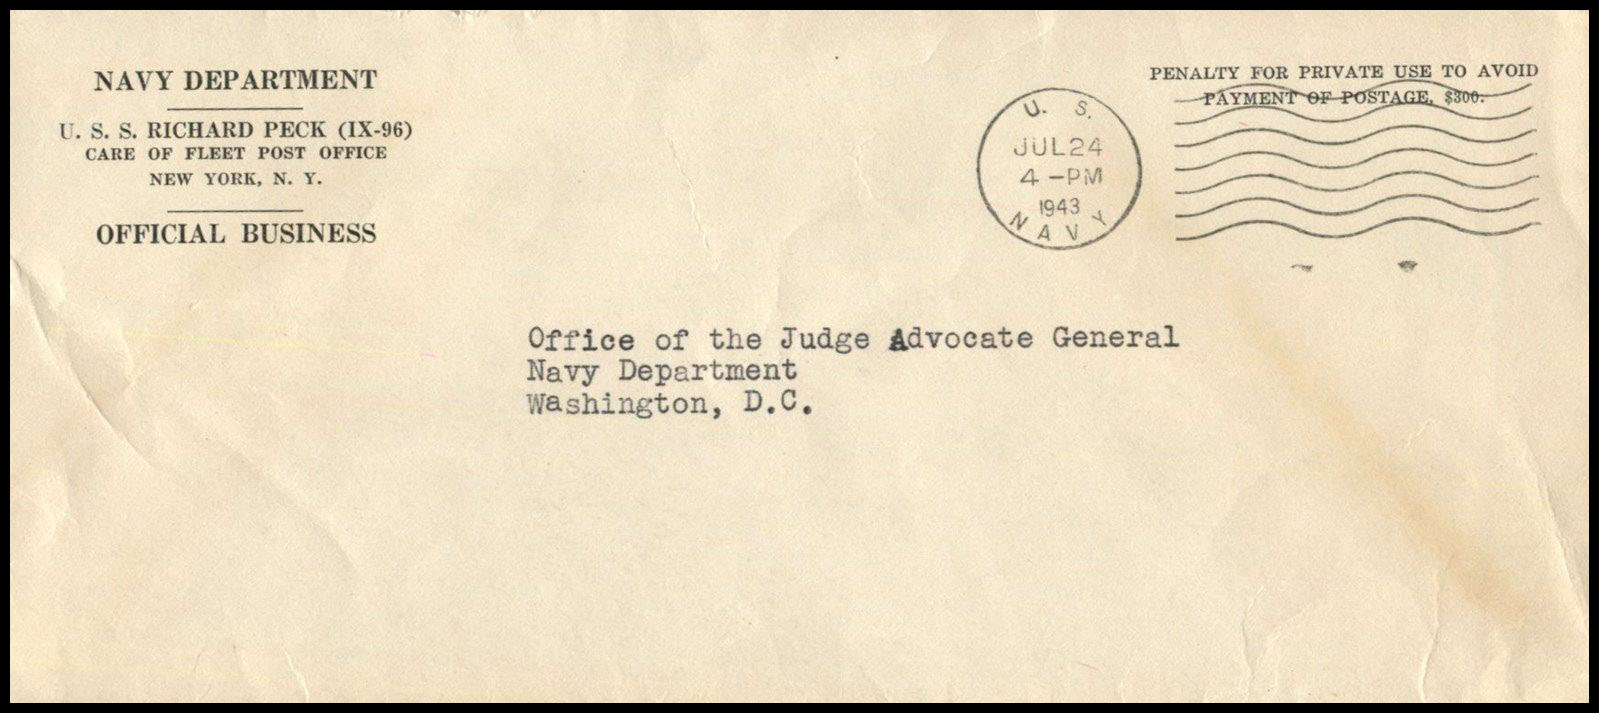 NAVY DEPARTMENT
U. S. S. RICHARD PECK (IX-96)
CARE OF FLEET POST OFFICE
NEW YORK, N. Y.
OFFICIAL BUSINESS
PENALTY FOR PRIVATE USE TO AVOID
PAYMENT OF POSTAGE, $300.
U. S.
JUL 24
4 -PM
1943
NAVY
Office of the Judge Advocate General
Navy Department
Washington, D.C.